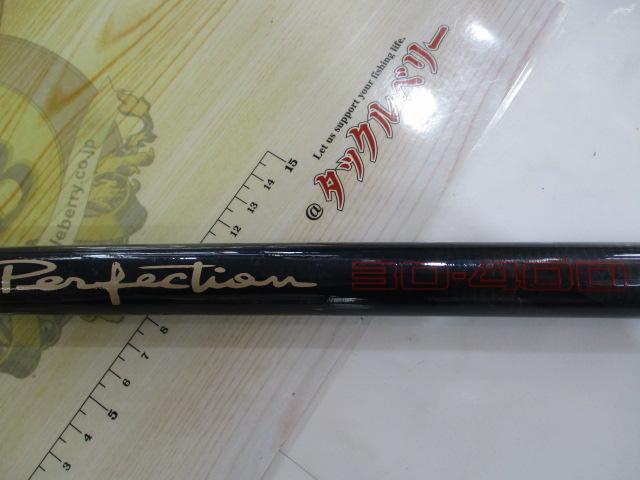 Let us support your fishing life.
@タックルベリー
leberry.co.jp
15
14
13
12
8
7
6
5
4
3
Perfection 30-400